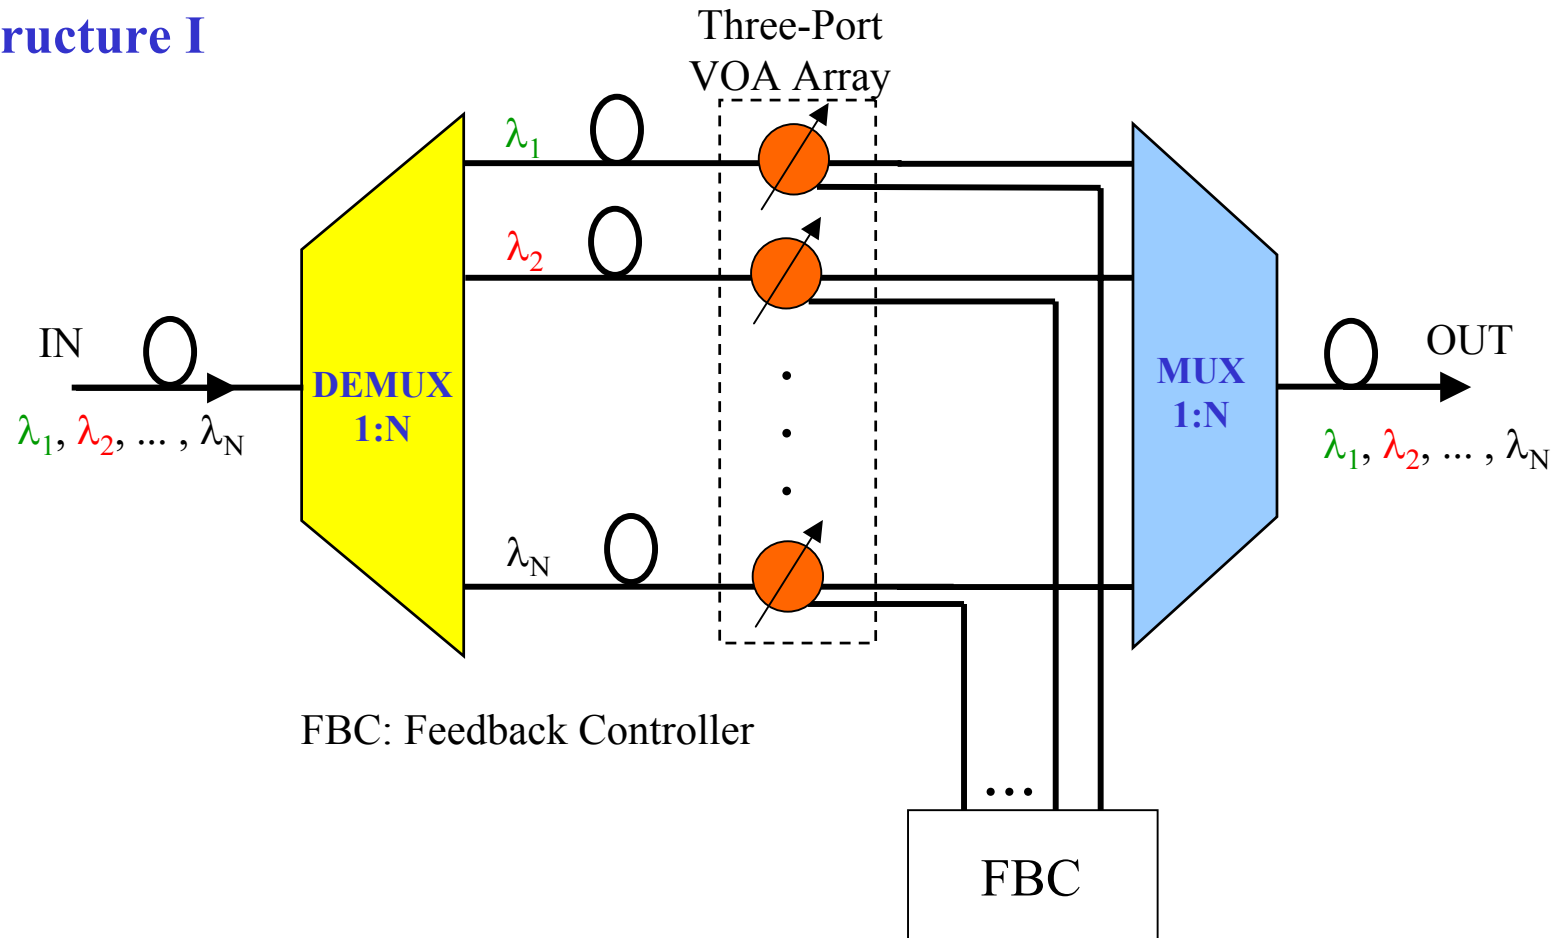 ructure I
Three-Port
VOA Array
λ1
λ2
IN
DEMUX
1:N
MUX
1:N
OUT
λ1, λ2, ... , λN
λ1, λ2, ... , λN
λN
FBC: Feedback Controller
...
FBC